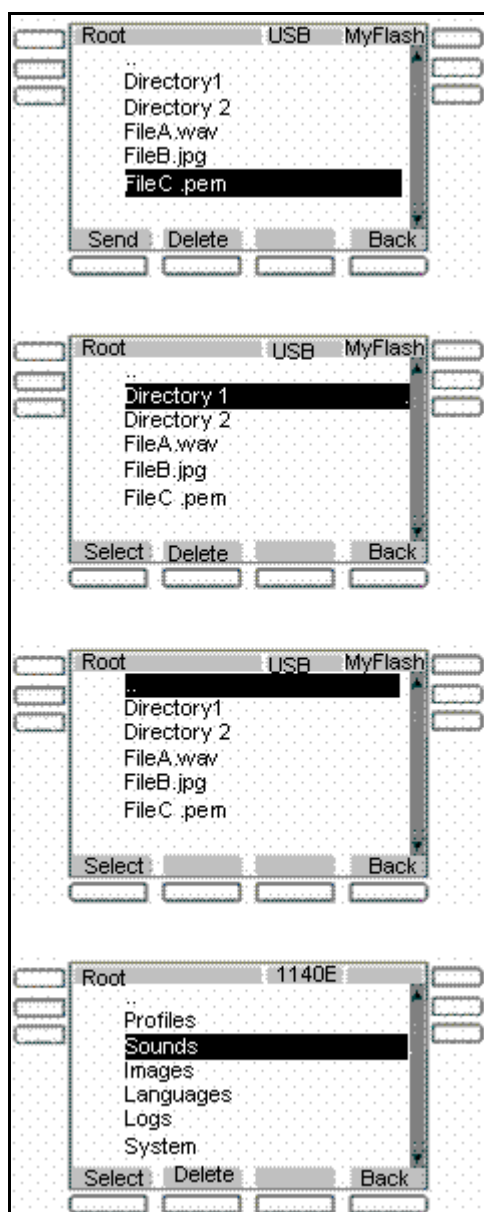 Root USB MyFlash
..
Directory1
Directory 2
FileA.wav
FileB.jpg
FileC .pem
Send Delete Back
Root USB MyFlash
..
Directory 1 .
Directory 2
FileA.wav
FileB.jpg
FileC .pem
Select Delete Back
Root USB MyFlash
..
Directory1
Directory 2
FileA.wav
FileB.jpg
FileC .pem
Select Back
Root 1140E
..
Profiles
Sounds
Images
Languages
Logs
System
Select Delete Back